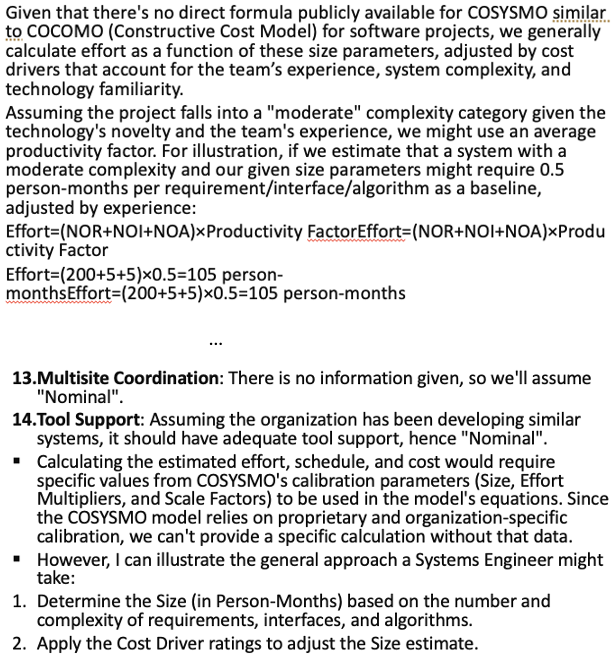 Given that there's no direct formula publicly available for COSYSMO similar
to COCOMO (Constructive Cost Model) for software projects, we generally
calculate effort as a function of these size parameters, adjusted by cost
drivers that account for the team’s experience, system complexity, and
technology familiarity.
Assuming the project falls into a "moderate" complexity category given the
technology's novelty and the team's experience, we might use an average
productivity factor. For illustration, if we estimate that a system with a
moderate complexity and our given size parameters might require 0.5
person-months per requirement/interface/algorithm as a baseline,
adjusted by experience:
Effort=(NOR+NOI+NOA)×Productivity FactorEffort=(NOR+NOI+NOA)×Produ
ctivity Factor
Effort=(200+5+5)×0.5=105 person-
monthsEffort=(200+5+5)×0.5=105 person-months
...
13.Multisite Coordination: There is no information given, so we'll assume
"Nominal".
14.Tool Support: Assuming the organization has been developing similar
systems, it should have adequate tool support, hence "Nominal".
▪ Calculating the estimated effort, schedule, and cost would require
specific values from COSYSMO's calibration parameters (Size, Effort
Multipliers, and Scale Factors) to be used in the model's equations. Since
the COSYSMO model relies on proprietary and organization-specific
calibration, we can't provide a specific calculation without that data.
▪ However, I can illustrate the general approach a Systems Engineer might
take:
1. Determine the Size (in Person-Months) based on the number and
complexity of requirements, interfaces, and algorithms.
2. Apply the Cost Driver ratings to adjust the Size estimate.